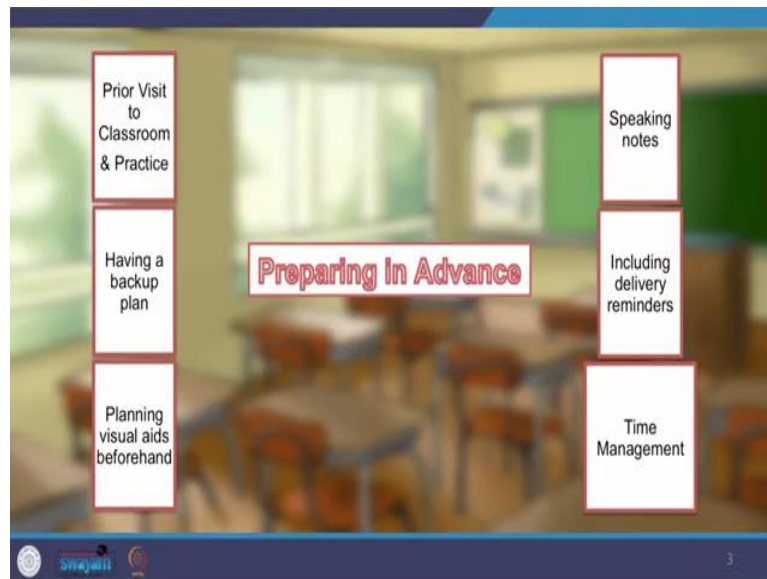 Prior Visit
to
Classroom
& Practice
Having a
backup
plan
Planning
visual aids
beforehand
Preparing in Advance
Speaking
notes
Including
delivery
reminders
Time
Management
swayam
3